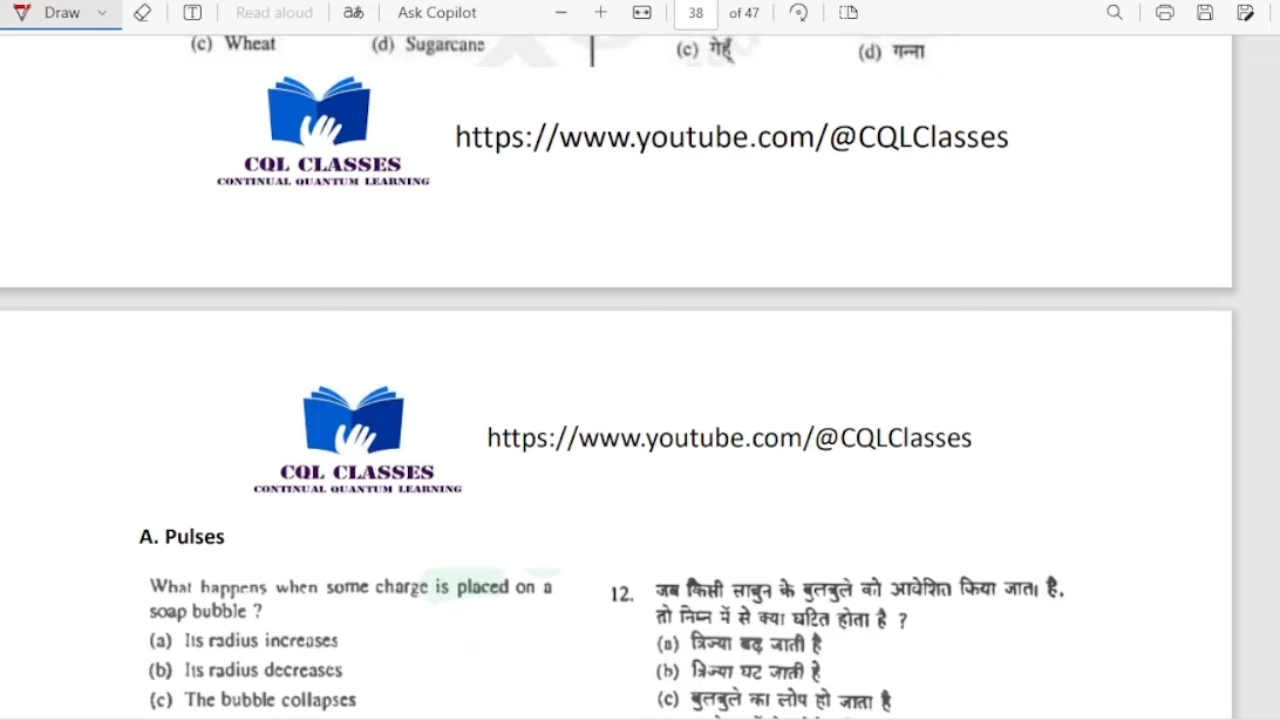 Draw
Read aloud
aあ
Ask Copilot
38
of 47
(c) Wheat
(d) Sugarcane
(c) गेहूँ
(d) गन्ना
CQL CLASSES
CONTINUAL QUANTUM LEARNING
https://www.youtube.com/@CQLClasses
CQL CLASSES
CONTINUAL QUANTUM LEARNING
https://www.youtube.com/@CQLClasses
A. Pulses
What happens when some charge is placed on a
soap bubble ?
(a) Its radius increases
(b) Its radius decreases
(c) The bubble collapses
12. जब किसी साबुन के बुलबुले को आवेशित किया जाता है,
तो निम्न में से क्या घटित होता है ?
(a) त्रिज्या बढ़ जाती है
(b) त्रिज्या घट जाती है
(c) बुलबुले का लोप हो जाता है